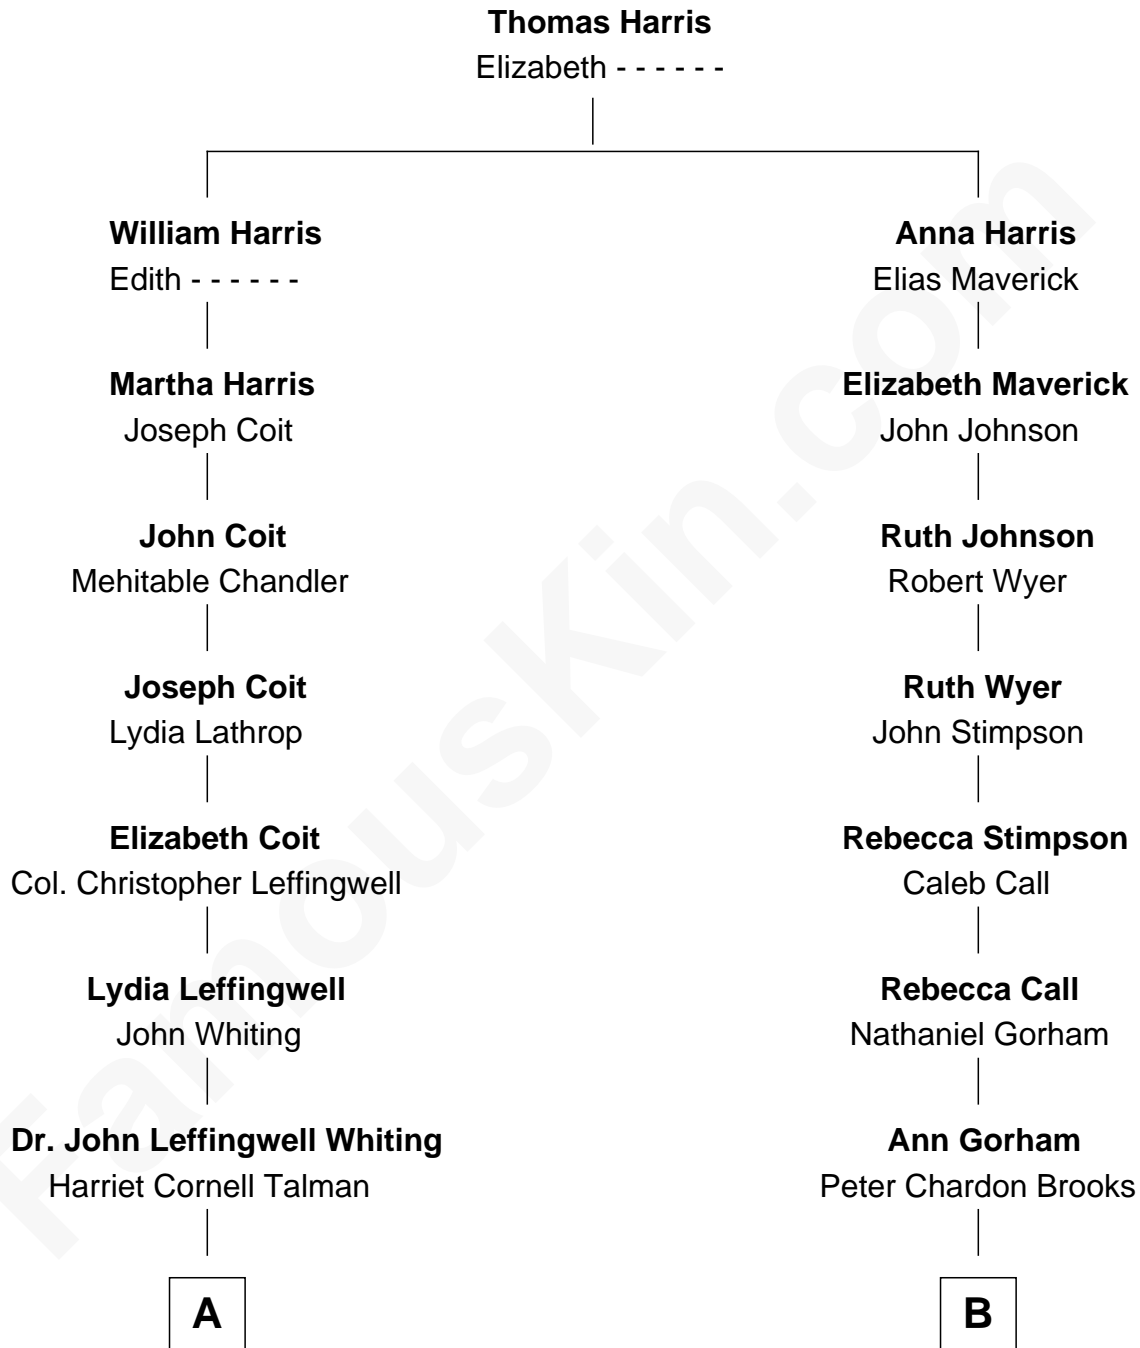 Thomas Harris
Elizabeth - - - - - -
William Harris
Edith - - - - - -
Anna Harris
Elias Maverick
Martha Harris
Joseph Coit
Elizabeth Maverick
John Johnson
John Coit
Mehitable Chandler
Ruth Johnson
Robert Wyer
Joseph Coit
Lydia Lathrop
Ruth Wyer
John Stimpson
Elizabeth Coit
Col. Christopher Leffingwell
Rebecca Stimpson
Caleb Call
Lydia Leffingwell
John Whiting
Rebecca Call
Nathaniel Gorham
Dr. John Leffingwell Whiting
Harriet Cornell Talman
Ann Gorham
Peter Chardon Brooks
A
B
FamousKin.com